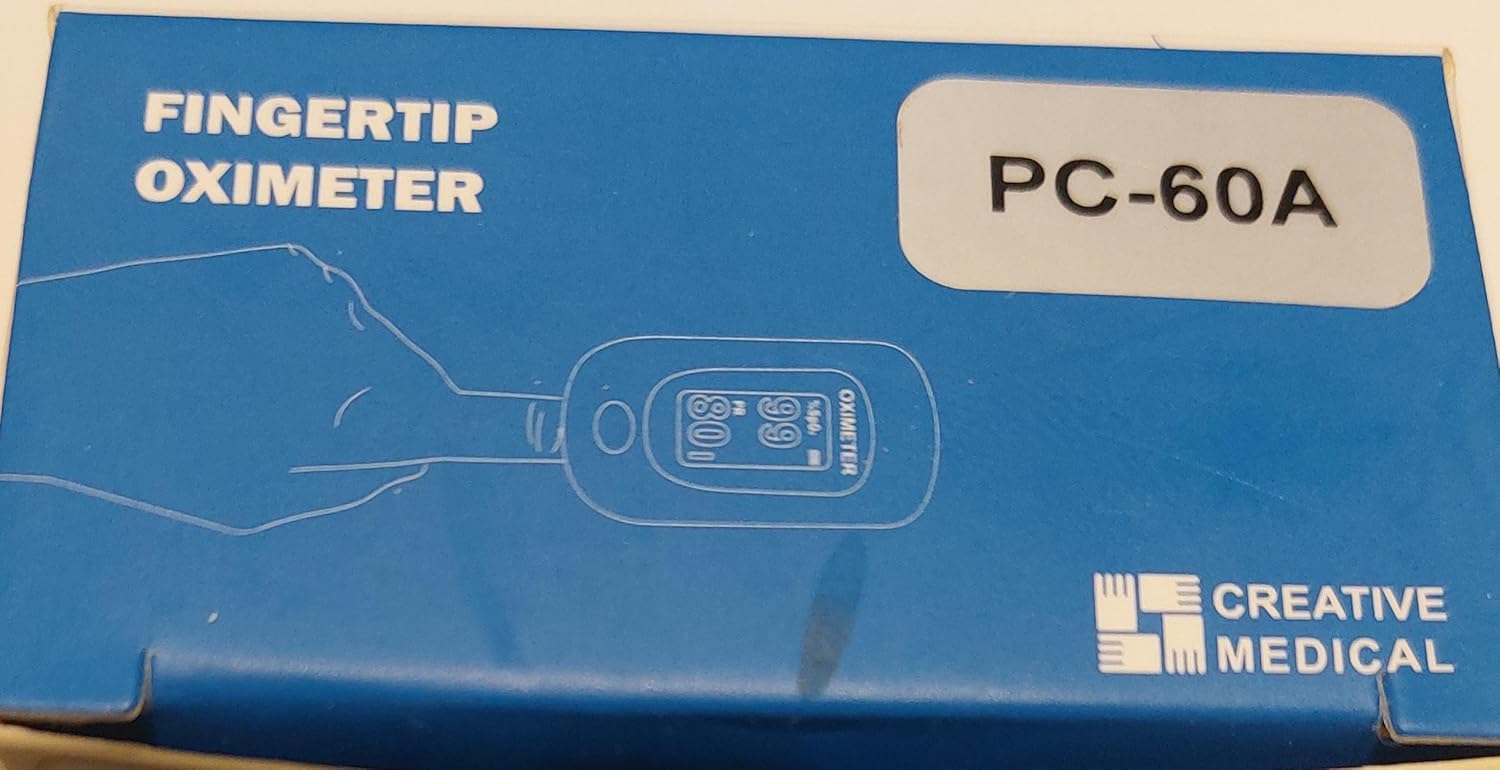 FINGERTIP
OXIMETER
PC-60A
OXIMETER
%SpO₂
99
PR
80
CREATIVE
MEDICAL